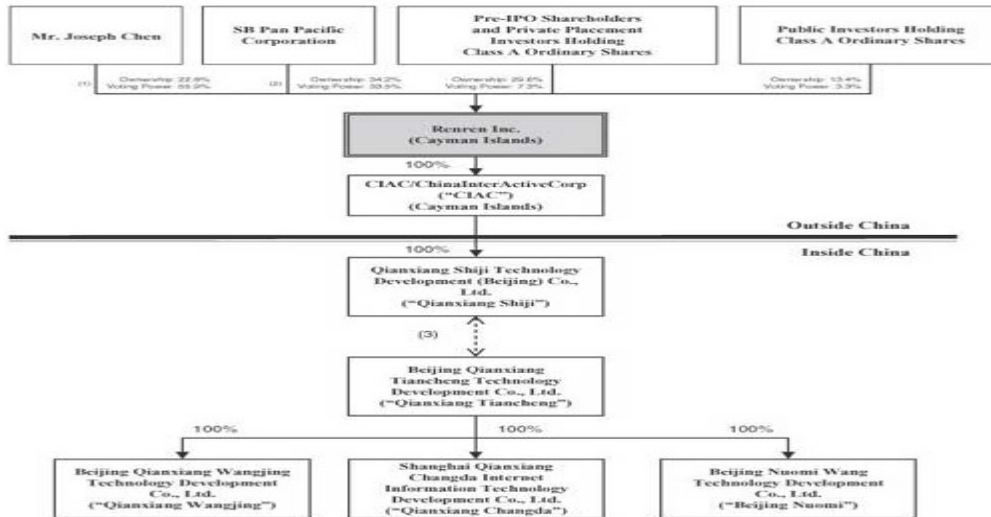 Mr. Joseph Chen
SB Pan Pacific
Corporation
Pre-IPO Shareholders
and Private Placement
Investors Holding
Class A Ordinary Shares
Public Investors Holding
Class A Ordinary Shares
(1)
Ownership: 22.8%
Voting Power: 55.9%
(2)
Ownership: 34.2%
Voting Power: 33.5%
Ownership: 29.6%
Voting Power: 7.3%
Ownership: 13.4%
Voting Power: 3.3%
Renren Inc.
(Cayman Islands)
100%
CIAC/ChinaInterActiveCorp
(“CIAC”)
(Cayman Islands)
Outside China
100%
Inside China
Qianxiang Shiji Technology
Development (Beijing) Co.,
Ltd.
(“Qianxiang Shiji”)
(3)
Beijing Qianxiang
Tiancheng Technology
Development Co., Ltd.
(“Qianxiang Tiancheng”)
100%
100%
100%
Beijing Qianxiang Wangjing
Technology Development
Co., Ltd.
(“Qianxiang Wangjing”)
Shanghai Qianxiang
Changda Internet
Information Technology
Development Co., Ltd.
(“Qianxiang Changda”)
Beijing Nuomi Wang
Technology Development
Co., Ltd.
(“Beijing Nuomi”)